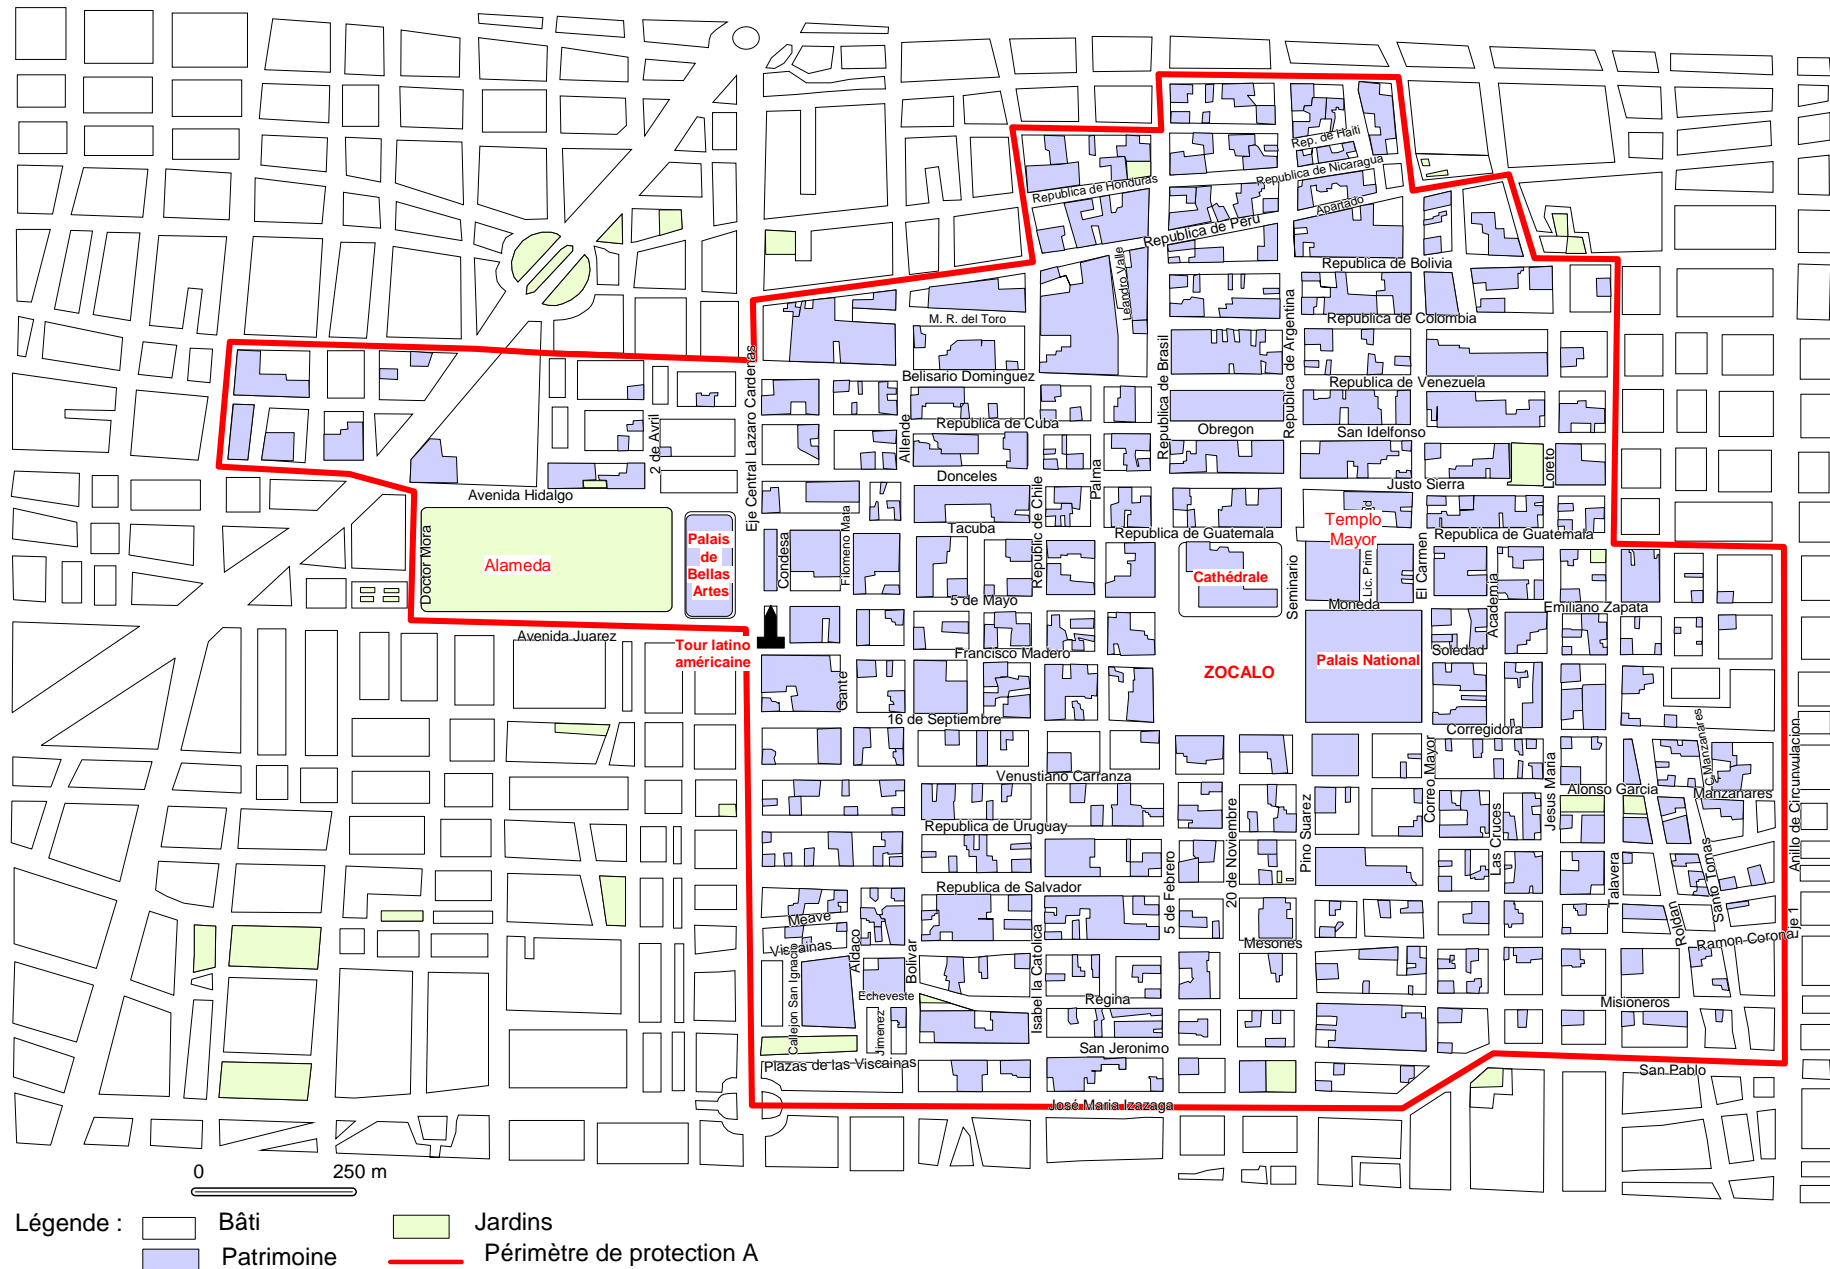 Rep. de Haiti
Republica de Nicaragua
Republica de Honduras
Apartado
Republica de Peru
Leandro Valle
Republica de Bolivia
M. R. del Toro
Republica de Colombia
Republica de Argentina
Republica de Brasil
Eje Central Lazaro Cardenas
Belisario Dominguez
Republica de Venezuela
Republica de Cuba
Obregon
San Idelfonso
2 de Avril
Allende
Donceles
Palma
Justo Sierra
Loreto
Avenida Hidalgo
Filomeno Mata
Tacuba
Republic de Chile
Republica de Guatemala
Templo
Mayor
Republica de Guatemala
Doctor Mora
Alameda
Palais
de
Bellas
Artes
Condesa
Cathédrale
Seminario
Lic. Prim
El Carmen
Academia
5 de Mayo
Moneda
Emiliano Zapata
Avenida Juarez
Tour latino
américaine
Francisco Madero
Soledad
ZOCALO
Palais National
Gante
16 de Septiembre
Corregidora
C. Manzanares
Anillo de Circunvulacion
Venustiano Carranza
Correo Mayor
Jesus Maria
Alonso Garcia
Manzanares
Republica de Uruguay
20 de Noviembre
Pino Suarez
Las Cruces
Republica de Salvador
5 de Febrero
Talavera
Santo Tomas
Meave
Viscainas
Aldaco
Bolivar
Isabel la Catolica
Mesones
Roldan
Ramon Corona
je 1
Callejon San Ignacio
Echeveste
Regina
Misioneros
Jimenez
San Jeronimo
Plazas de las Viscainas
San Pablo
José Maria Izazaga
0
250 m
Légende :
Bâti
Jardins
Patrimoine
Périmètre de protection A